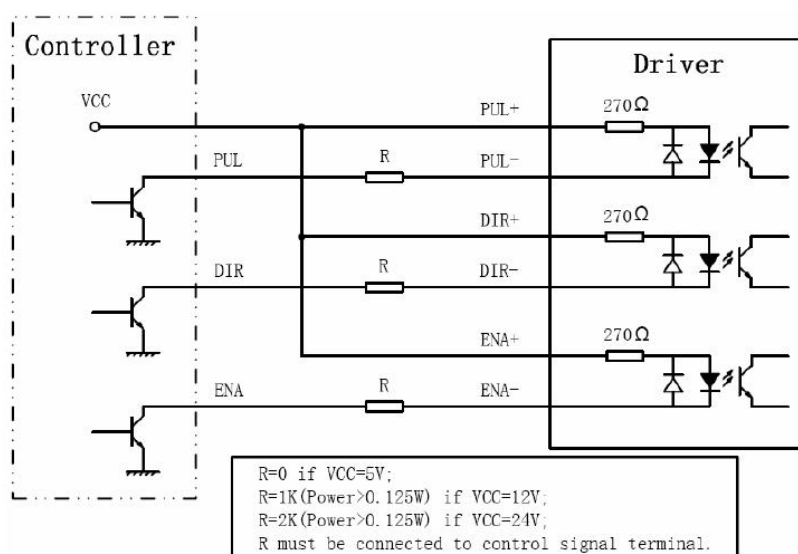 Controller
Driver
VCC
PUL+
270Ω
PUL
R
PUL-
DIR+
270Ω
DIR
R
DIR-
ENA+
270Ω
ENA
R
ENA-
R=0 if VCC=5V;
R=1K(Power>0.125W) if VCC=12V;
R=2K(Power>0.125W) if VCC=24V;
R must be connected to control signal terminal.